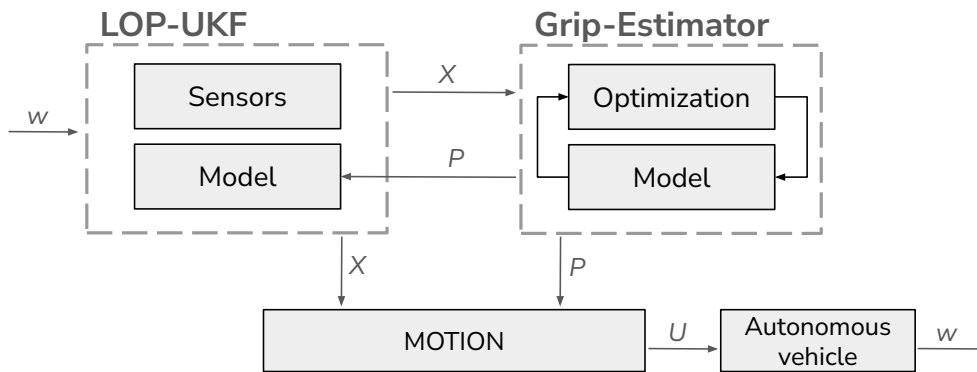 LOP-UKF
Grip-Estimator
w
Sensors
Model
X
P
Optimization
Model
X
P
MOTION
U
Autonomous
vehicle
w